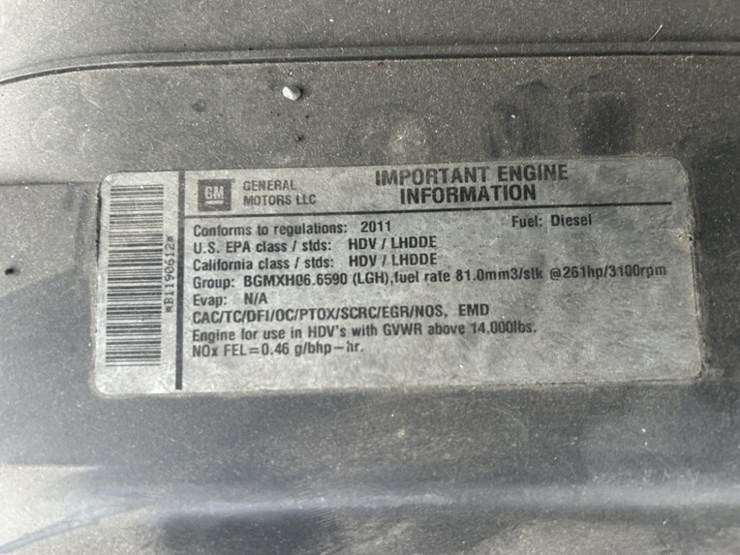 GM GENERAL MOTORS LLC
IMPORTANT ENGINE INFORMATION
Conforms to regulations: 2011 Fuel: Diesel
U.S. EPA class / stds: HDV / LHDDE
California class / stds: HDV / LHDDE
Group: BGMXH06.6590 (LGH),fuel rate 81.0mm3/stk @261hp/3100rpm
Evap: N/A
CAC/TC/DFI/OC/PTOX/SCRC/EGR/NOS, EMD
Engine for use in HDV's with GVWR above 14,000lbs.
NOx FEL=0.46 g/bhp-hr.
*B1190612*